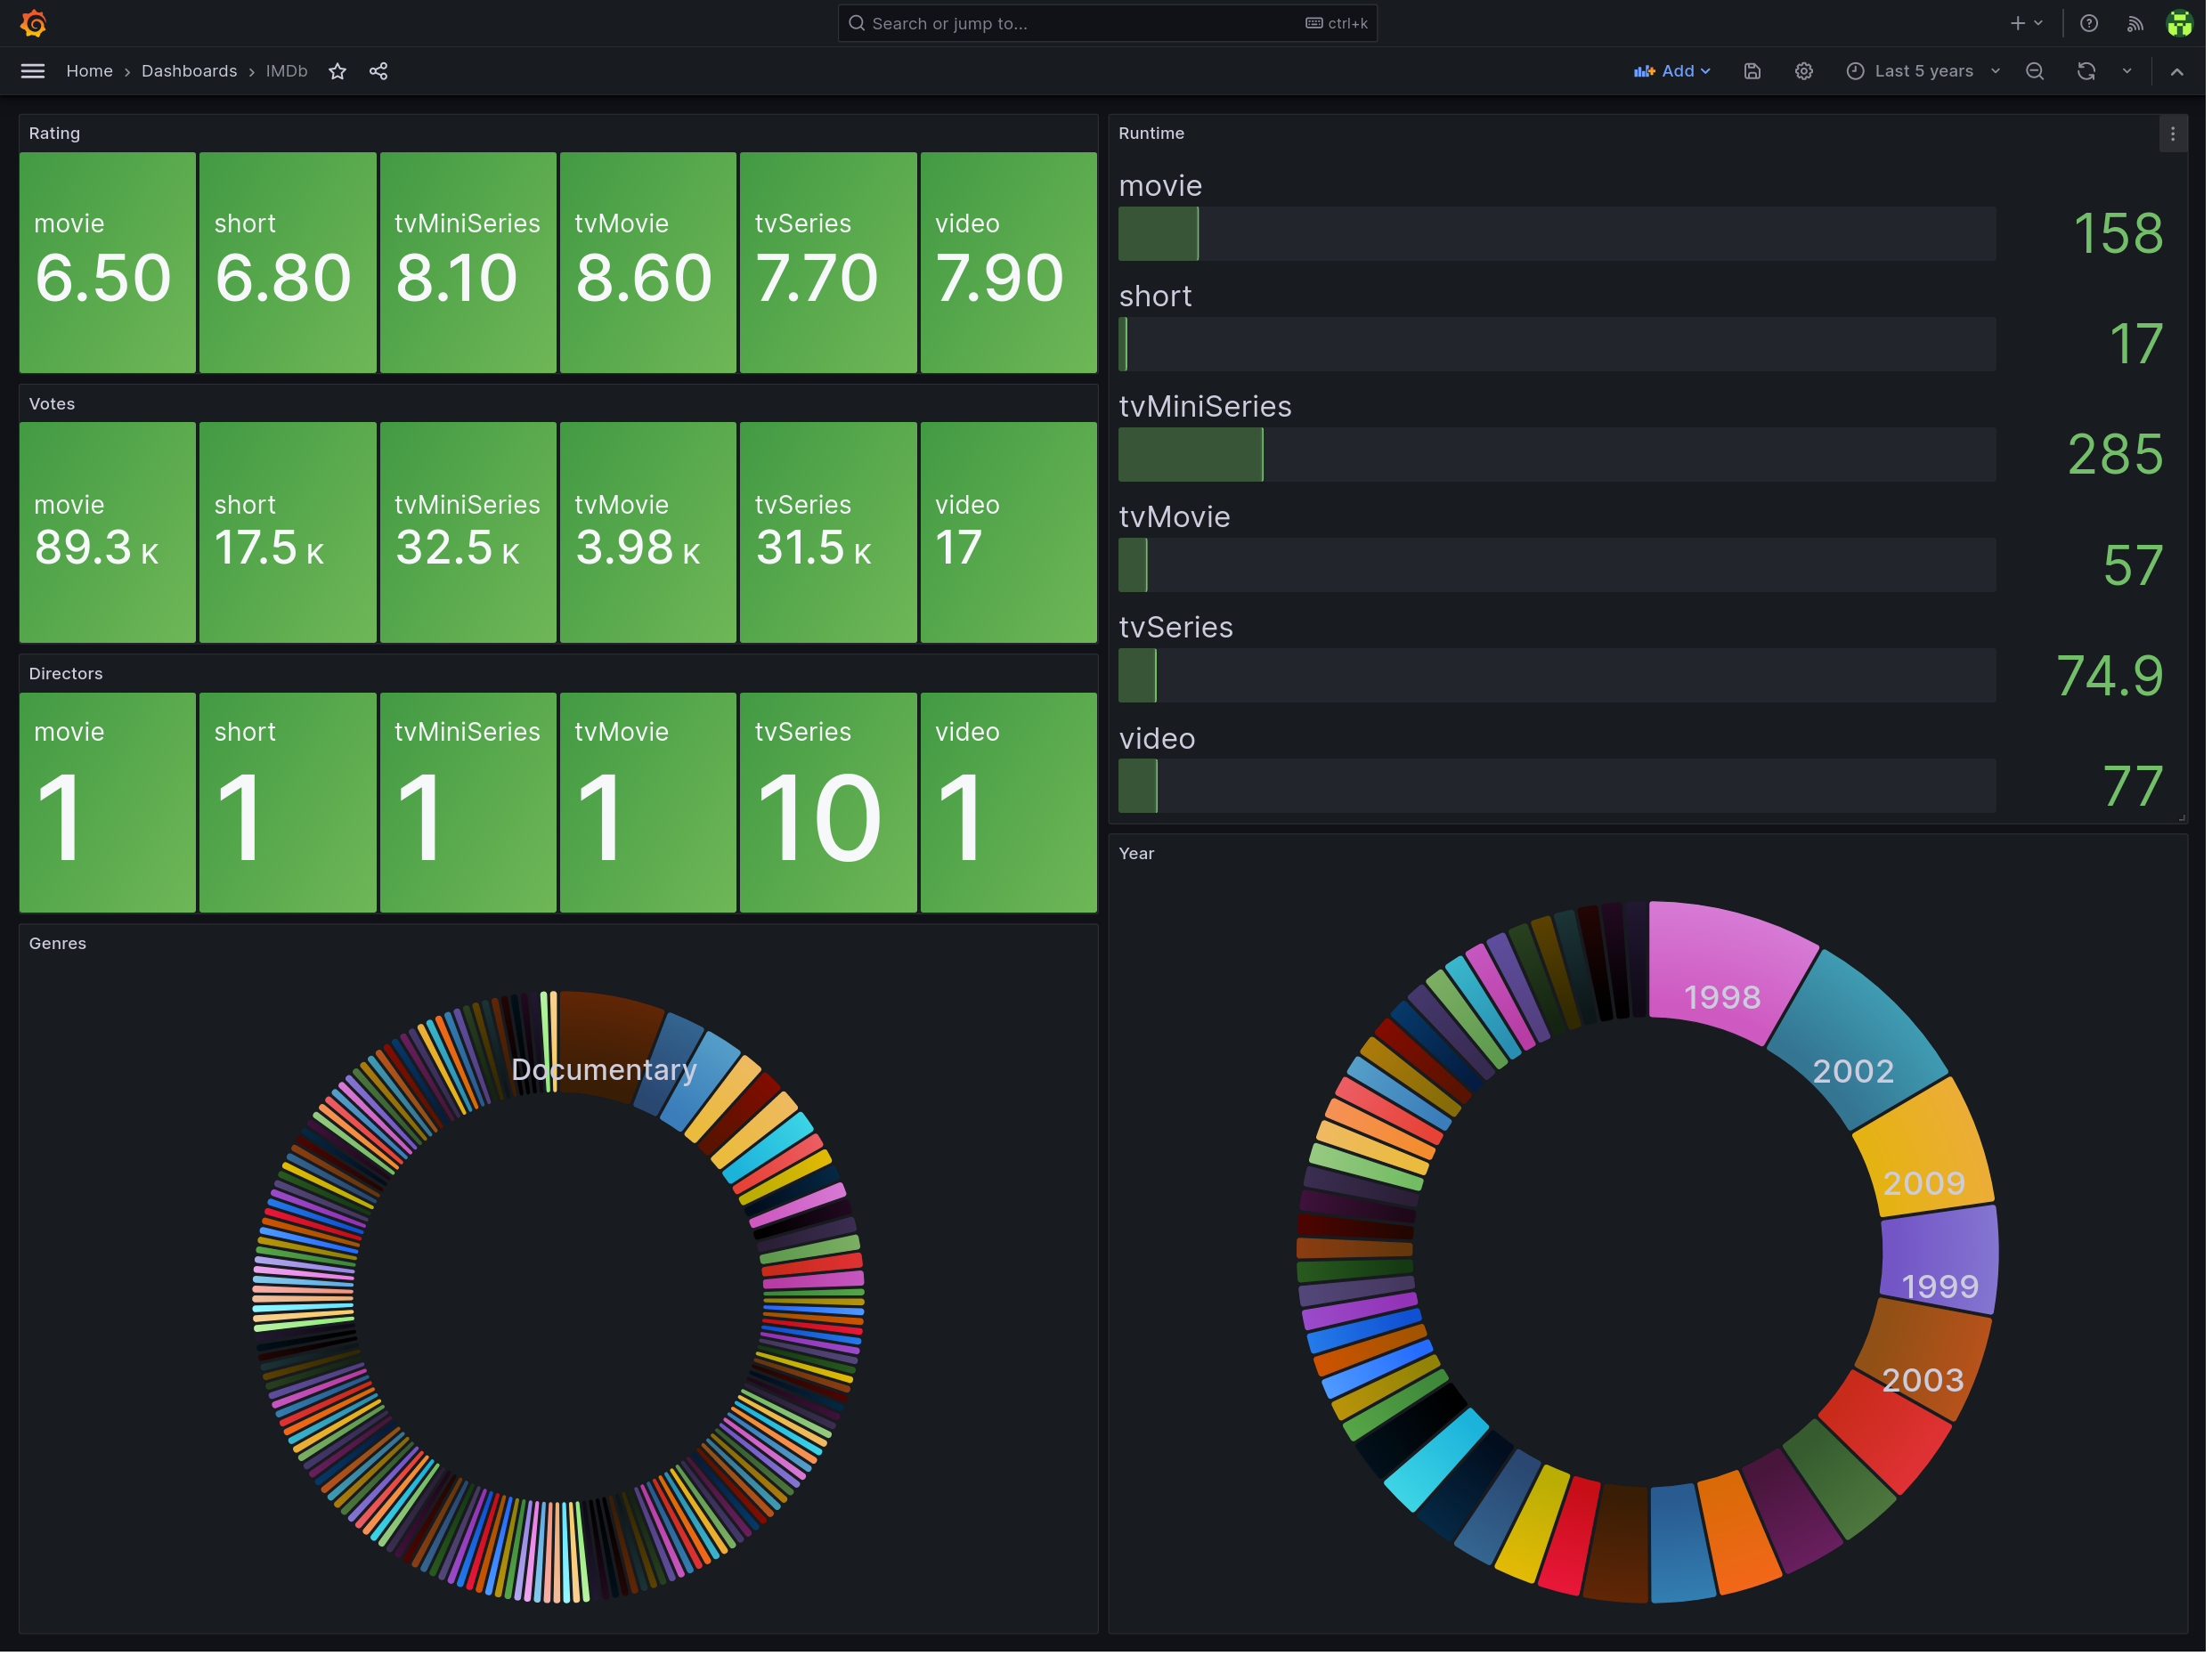 Search or jump to... ctrl+k
Home › Dashboards › IMDb
Add
Last 5 years
Rating
movie short tvMiniSeries tvMovie tvSeries video
6.50 6.80 8.10 8.60 7.70 7.90
Votes
movie short tvMiniSeries tvMovie tvSeries video
89.3 K 17.5 K 32.5 K 3.98 K 31.5 K 17
Directors
movie short tvMiniSeries tvMovie tvSeries video
1 1 1 1 10 1
Genres
Documentary
Runtime
movie
158
short
17
tvMiniSeries
285
tvMovie
57
tvSeries
74.9
video
77
Year
1998
2002
2009
1999
2003